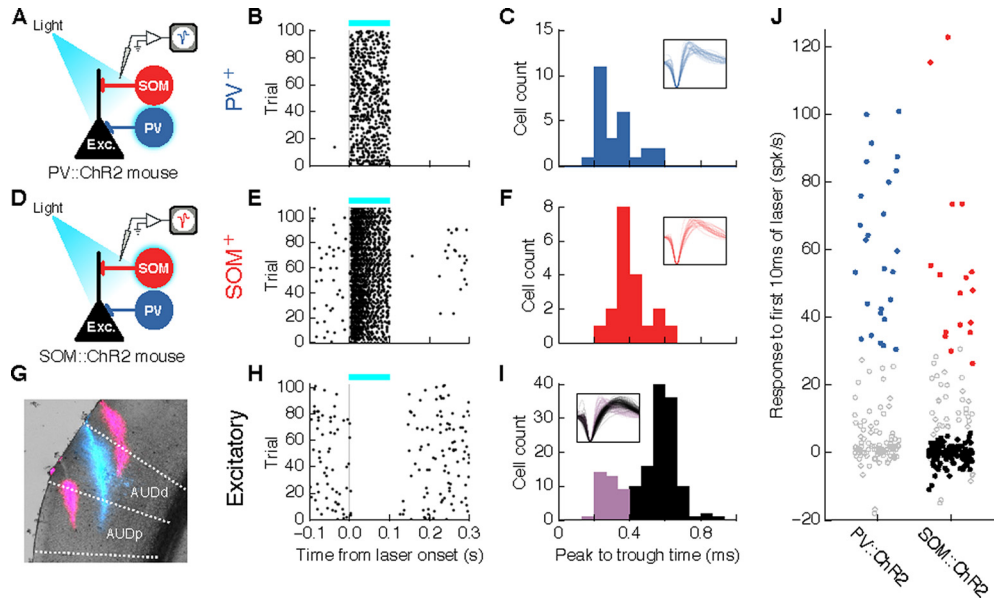 A
Light
SOM
PV
Exc.
PV::ChR2 mouse
B
PV+
Trial
100
80
60
40
20
0
C
Cell count
15
10
5
0
D
Light
SOM
PV
Exc.
SOM::ChR2 mouse
E
SOM+
Trial
100
80
60
40
20
0
F
Cell count
8
6
4
2
0
G
AUDd
AUDp
H
Excitatory
Trial
100
80
60
40
20
0
−0.1 0.0 0.1 0.2 0.3
Time from laser onset (s)
I
Cell count
40
30
20
10
0
0.0 0.4 0.8
Peak to trough time (ms)
J
Response to first 10ms of laser (spk/s)
120
100
80
60
40
20
0
−20
PV::ChR2
SOM::ChR2